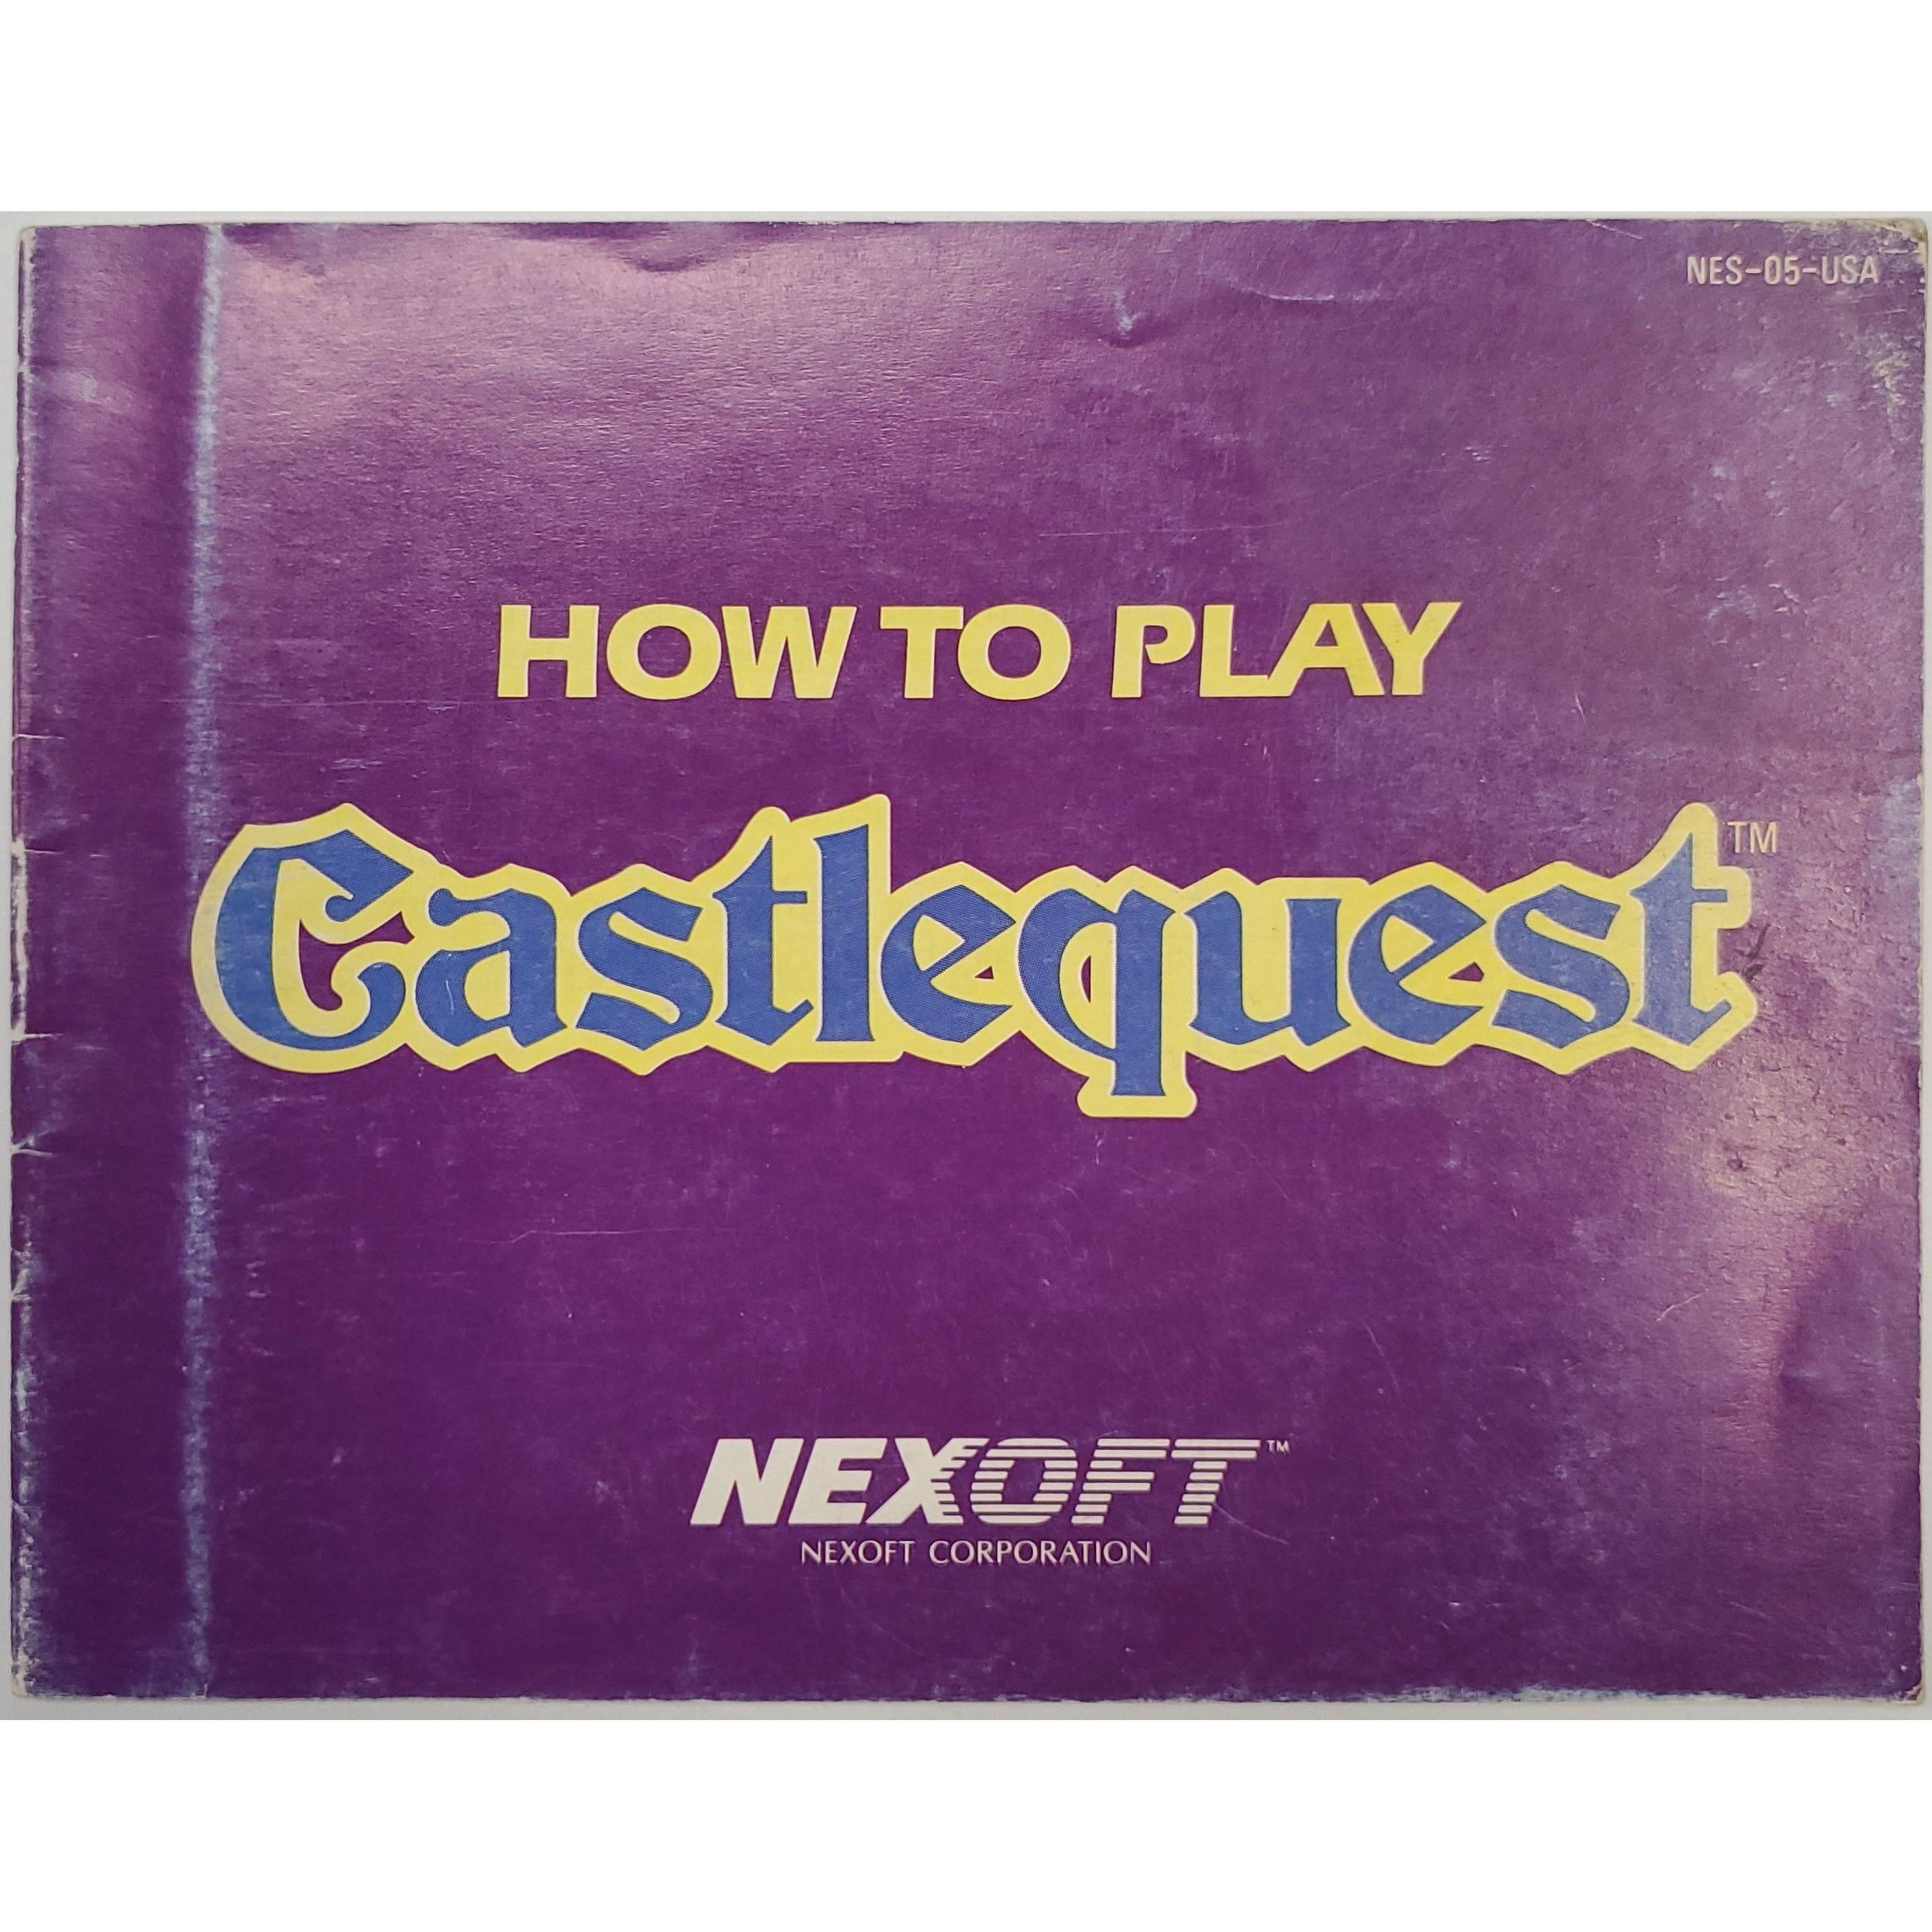 NES-05-USA
HOW TO PLAY
Castlequest™
NEXOFT™
NEXOFT CORPORATION